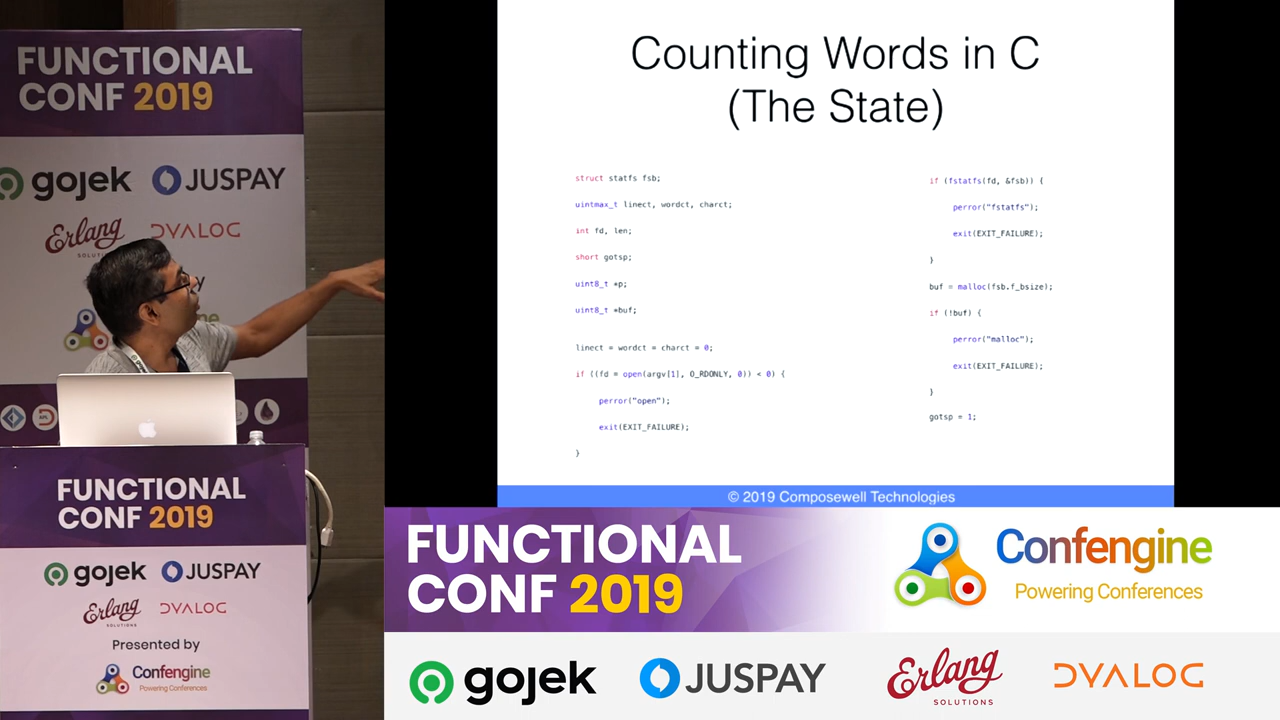 FUNCTIONAL
CONF 2019
gojek
JUSPAY
Erlang
SOLUTIONS
DYALOG
FUNCTIONAL
CONF 2019
gojek
JUSPAY
Erlang
SOLUTIONS
DYALOG
Presented by
Confengine
Powering Conferences
Counting Words in C
(The State)
struct statfs fsb;
uintmax_t linect, wordct, charct;
int fd, len;
short gotsp;
uint8_t *p;
uint8_t *buf;
linect = wordct = charct = 0;
if ((fd = open(argv[1], O_RDONLY, 0)) < 0) {
perror("open");
exit(EXIT_FAILURE);
}
if (fstatfs(fd, &fsb)) {
perror("fstatfs");
exit(EXIT_FAILURE);
}
buf = malloc(fsb.f_bsize);
if (!buf) {
perror("malloc");
exit(EXIT_FAILURE);
}
gotsp = 1;
© 2019 Composewell Technologies
FUNCTIONAL
CONF 2019
Confengine
Powering Conferences
gojek
JUSPAY
Erlang
SOLUTIONS
DYALOG